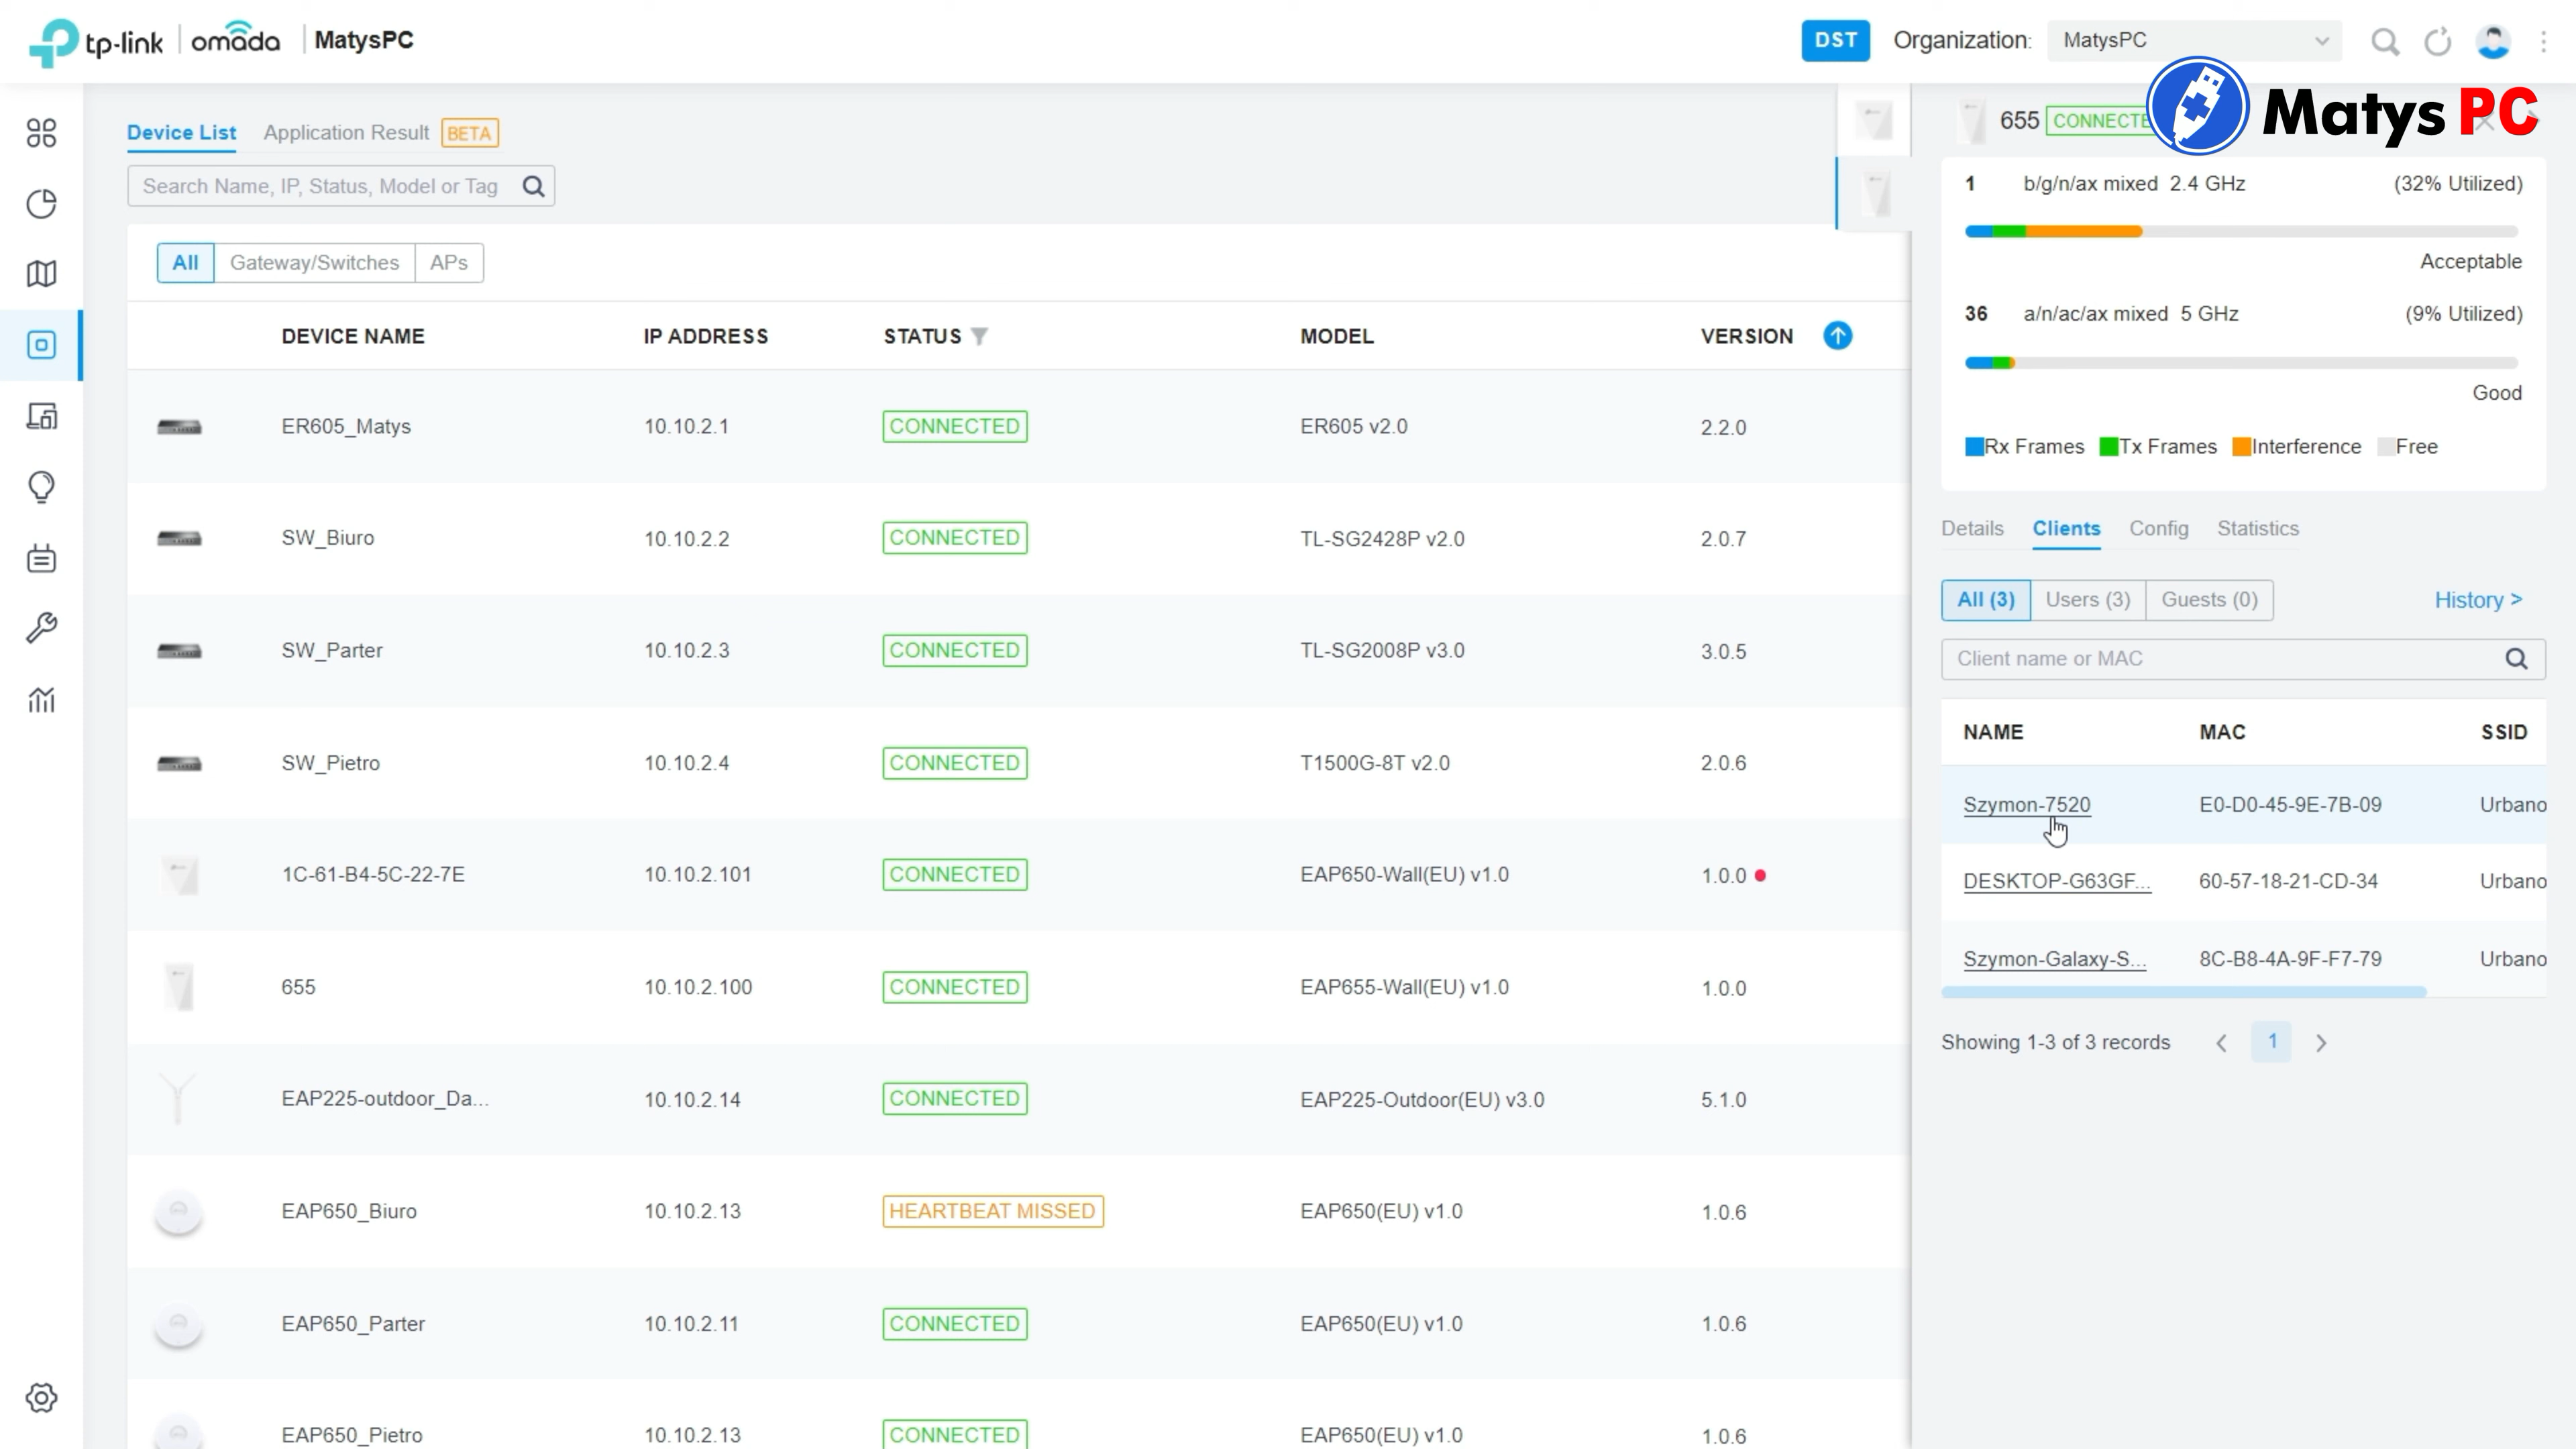 tp-link | omada | MatysPC
DST Organization: MatysPC
Matys PC
Device List Application Result BETA
Search Name, IP, Status, Model or Tag
All Gateway/Switches APs
DEVICE NAME IP ADDRESS STATUS MODEL VERSION
ER605_Matys 10.10.2.1 CONNECTED ER605 v2.0 2.2.0
SW_Biuro 10.10.2.2 CONNECTED TL-SG2428P v2.0 2.0.7
SW_Parter 10.10.2.3 CONNECTED TL-SG2008P v3.0 3.0.5
SW_Pietro 10.10.2.4 CONNECTED T1500G-8T v2.0 2.0.6
1C-61-B4-5C-22-7E 10.10.2.101 CONNECTED EAP650-Wall(EU) v1.0 1.0.0
655 10.10.2.100 CONNECTED EAP655-Wall(EU) v1.0 1.0.0
EAP225-outdoor_Da... 10.10.2.14 CONNECTED EAP225-Outdoor(EU) v3.0 5.1.0
EAP650_Biuro 10.10.2.13 HEARTBEAT MISSED EAP650(EU) v1.0 1.0.6
EAP650_Parter 10.10.2.11 CONNECTED EAP650(EU) v1.0 1.0.6
EAP650_Pietro 10.10.2.13 CONNECTED EAP650(EU) v1.0 1.0.6
655 CONNECTE
1 b/g/n/ax mixed 2.4 GHz (32% Utilized)
Acceptable
36 a/n/ac/ax mixed 5 GHz (9% Utilized)
Good
Rx Frames Tx Frames Interference Free
Details Clients Config Statistics
All (3) Users (3) Guests (0) History >
Client name or MAC
NAME MAC SSID
Szymon-7520 E0-D0-45-9E-7B-09 Urbano
DESKTOP-G63GF... 60-57-18-21-CD-34 Urbano
Szymon-Galaxy-S... 8C-B8-4A-9F-F7-79 Urbano
Showing 1-3 of 3 records < 1 >